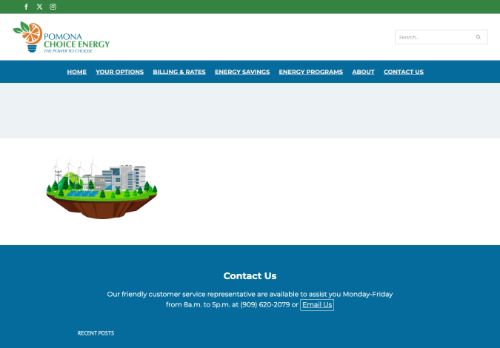 POMONA
CHOICE ENERGY
THE POWER TO CHOOSE
Search...
HOME YOUR OPTIONS BILLING & RATES ENERGY SAVINGS ENERGY PROGRAMS ABOUT CONTACT US
Contact Us
Our friendly customer service representative are available to assist you Monday-Friday
from 8a.m. to 5p.m. at (909) 620-2079 or Email Us
RECENT POSTS